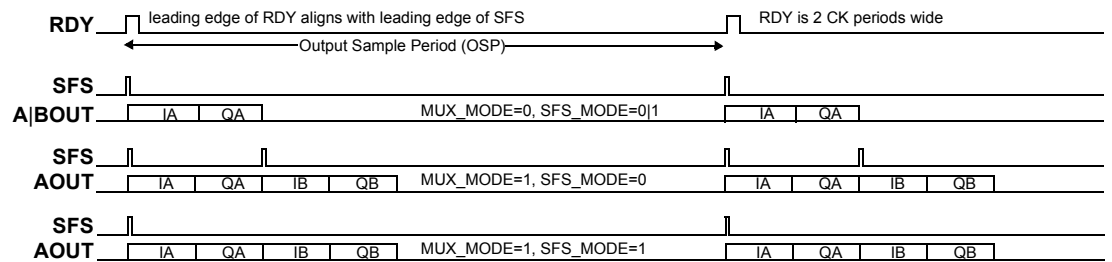 RDY leading edge of RDY aligns with leading edge of SFS RDY is 2 CK periods wide
Output Sample Period (OSP)
SFS
A|BOUT IA QA MUX_MODE=0, SFS_MODE=0|1 IA QA
SFS
AOUT IA QA IB QB MUX_MODE=1, SFS_MODE=0 IA QA IB QB
SFS
AOUT IA QA IB QB MUX_MODE=1, SFS_MODE=1 IA QA IB QB